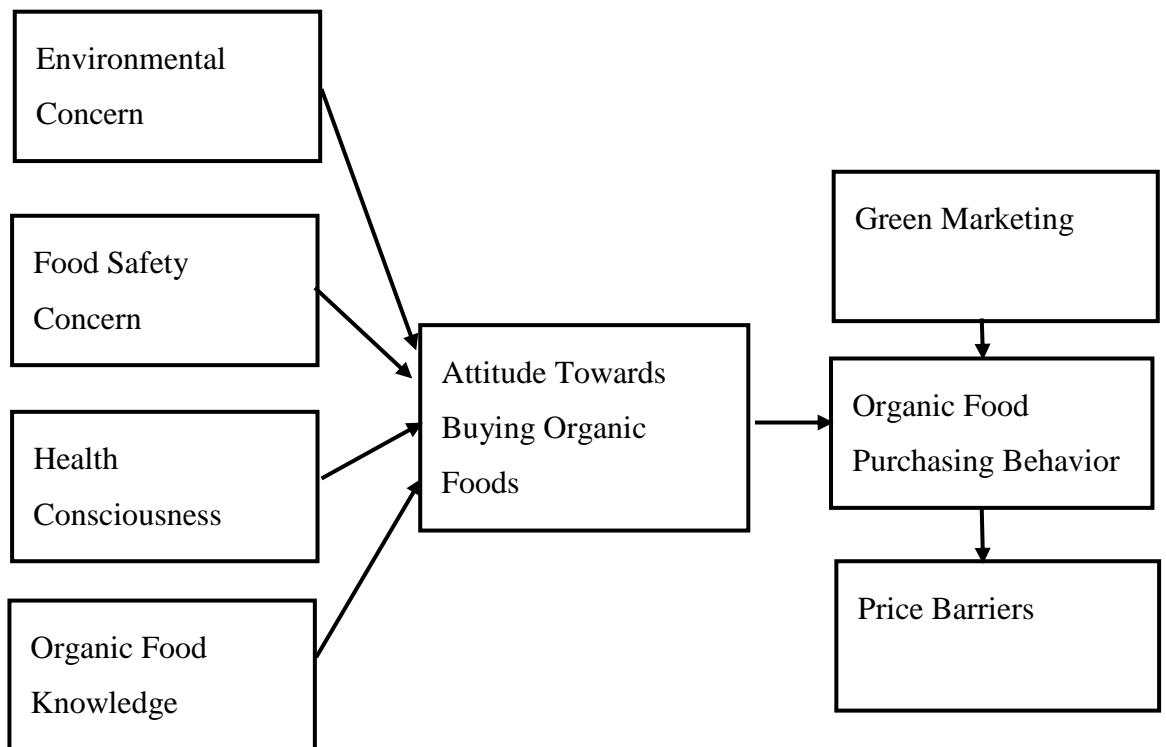 Environmental
Concern
Food Safety
Concern
Health
Consciousness
Organic Food
Knowledge
Attitude Towards
Buying Organic
Foods
Green Marketing
Organic Food
Purchasing Behavior
Price Barriers